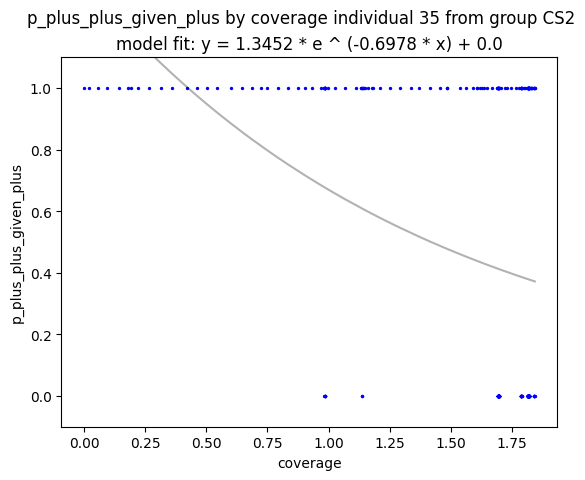 p_plus_plus_given_plus by coverage individual 35 from group CS2
model fit: y = 1.3452 * e ^ (-0.6978 * x) + 0.0
p_plus_plus_given_plus
1.0
0.8
0.6
0.4
0.2
0.0
0.00 0.25 0.50 0.75 1.00 1.25 1.50 1.75
coverage